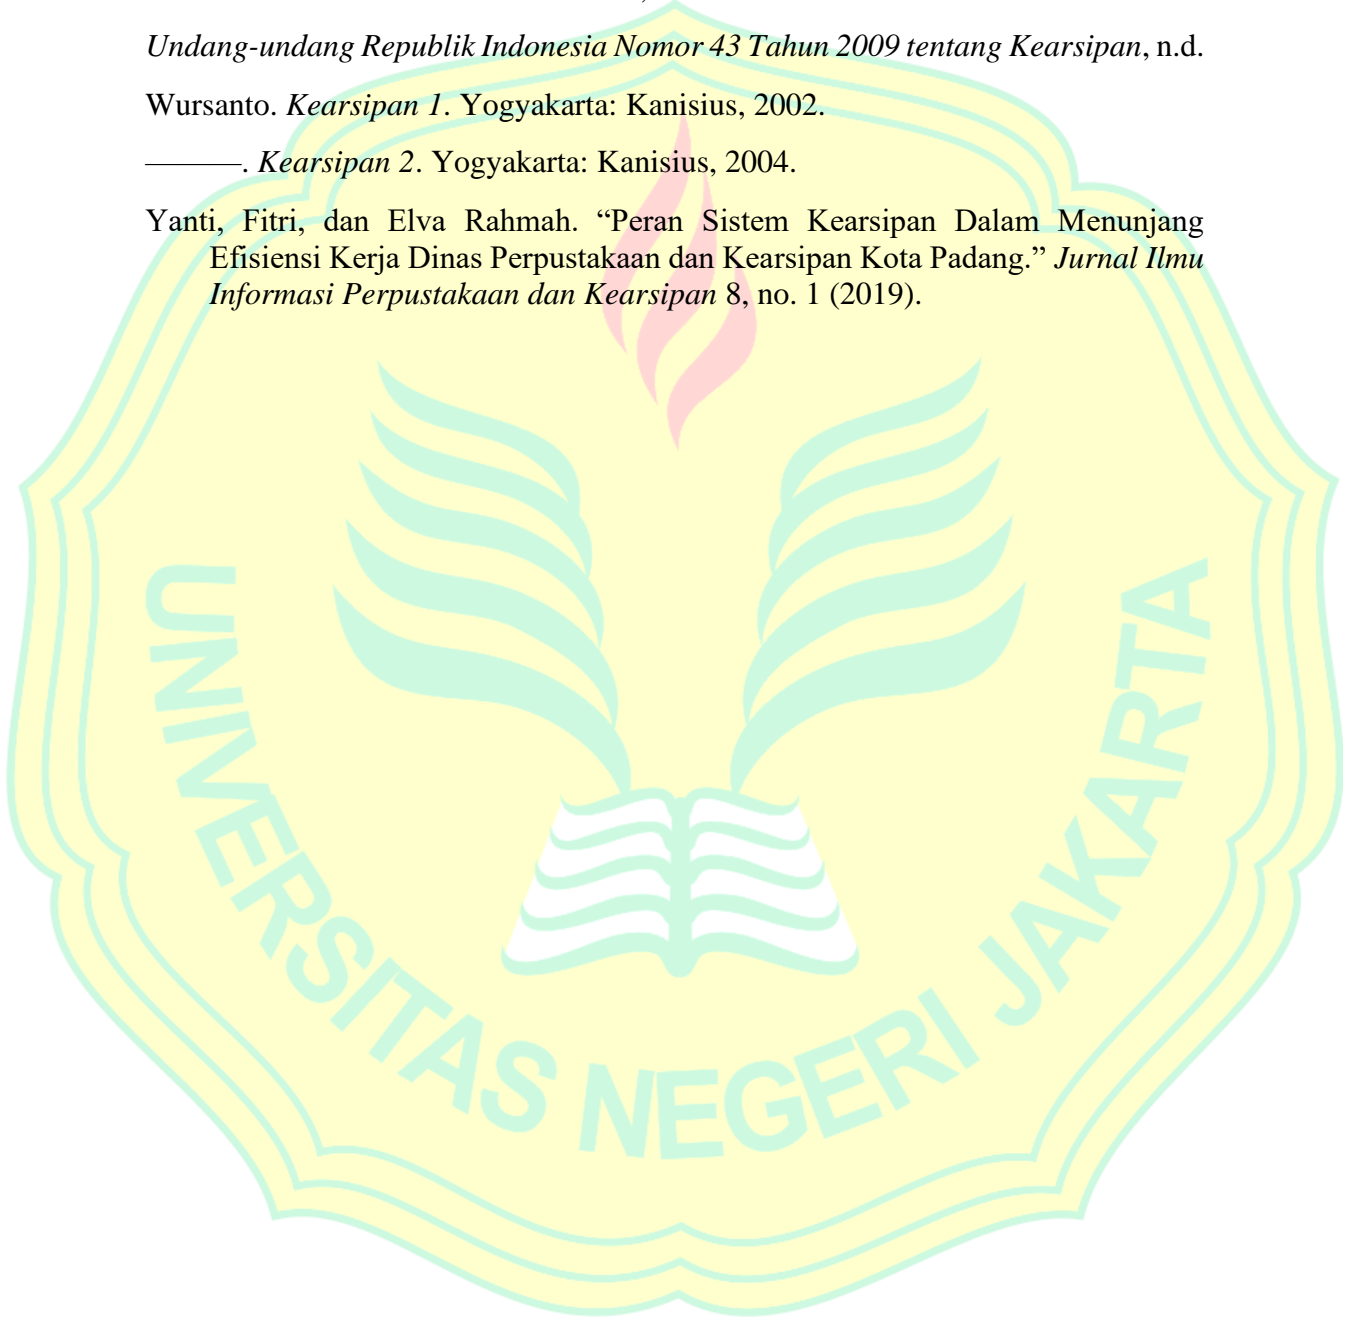 Undang-undang Republik Indonesia Nomor 43 Tahun 2009 tentang Kearsipan, n.d.
Wursanto. Kearsipan 1. Yogyakarta: Kanisius, 2002.
———. Kearsipan 2. Yogyakarta: Kanisius, 2004.
Yanti, Fitri, dan Elva Rahmah. “Peran Sistem Kearsipan Dalam Menunjang
Efisiensi Kerja Dinas Perpustakaan dan Kearsipan Kota Padang.” Jurnal Ilmu
Informasi Perpustakaan dan Kearsipan 8, no. 1 (2019).
UNIVERSITAS NEGERI JAKARTA